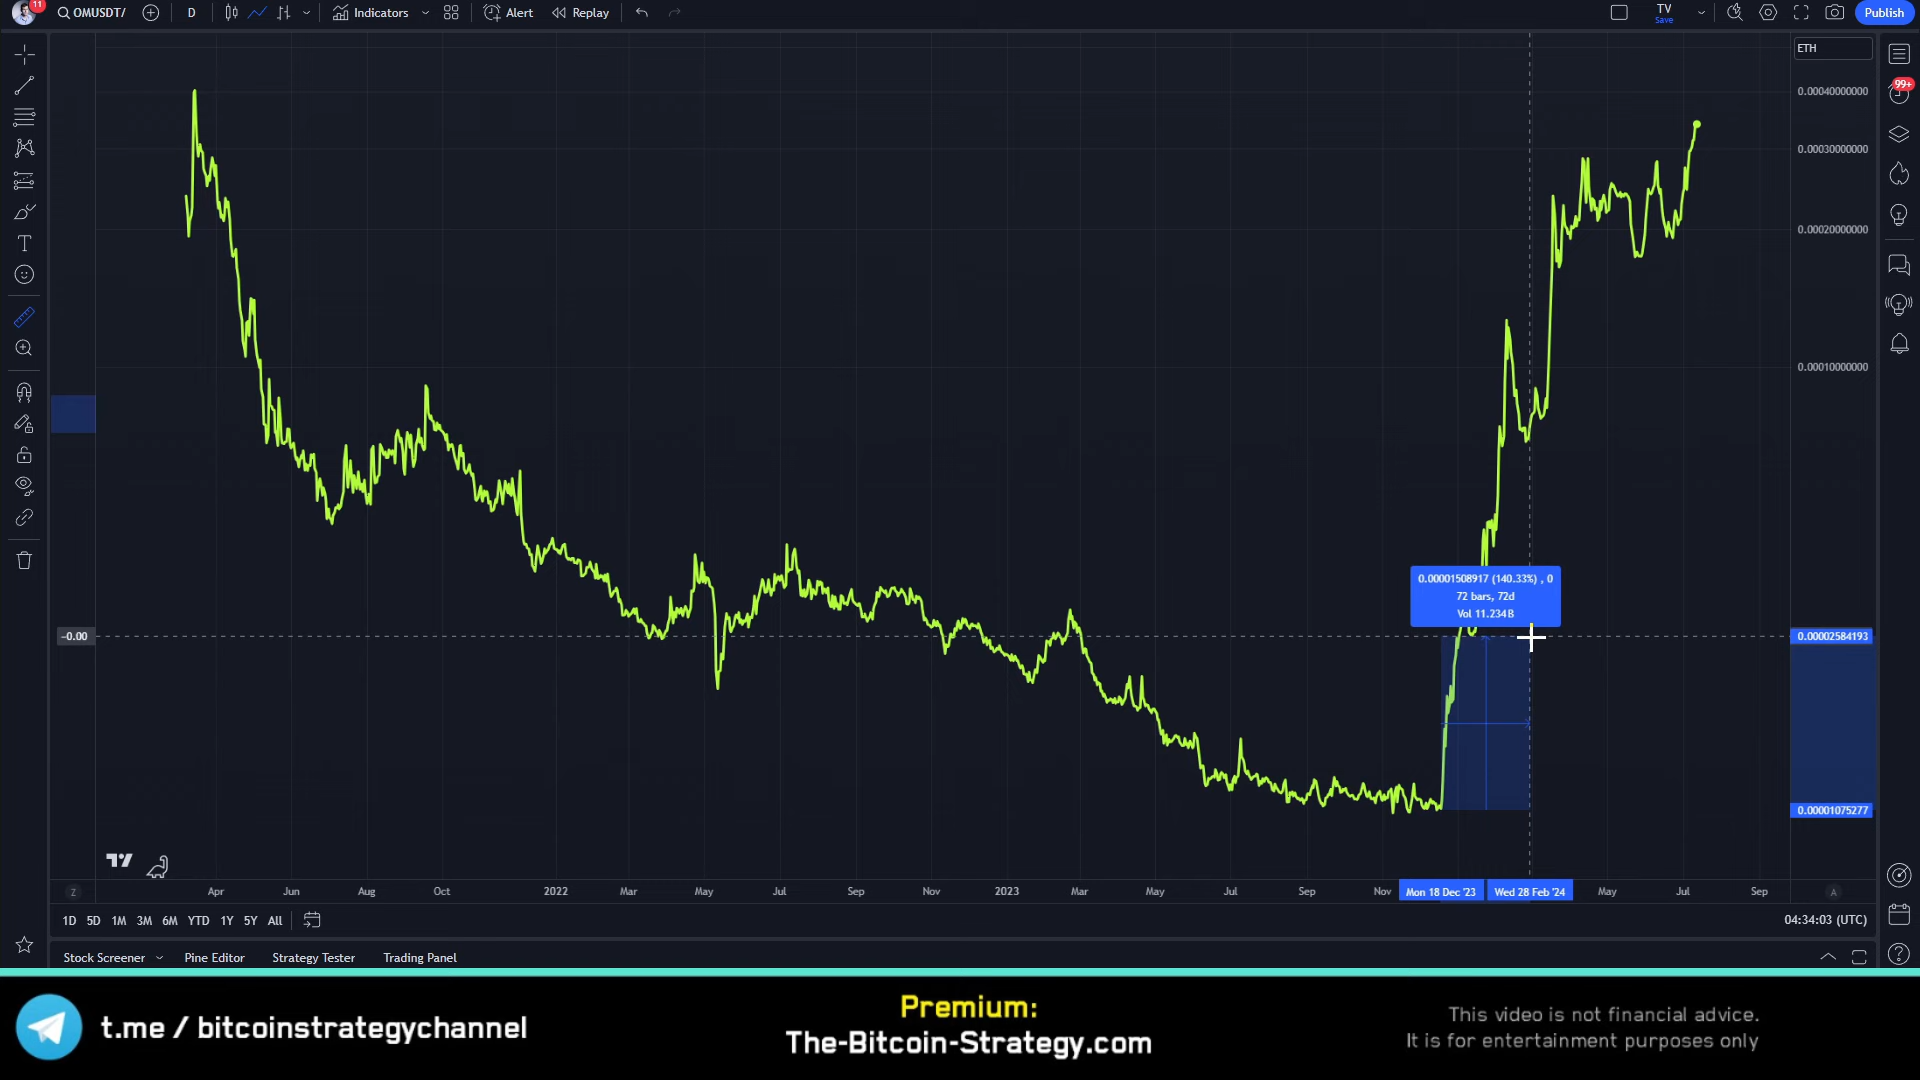 11
OMUSDT/
D
Indicators
Alert
Replay
TV
Save
Publish
ETH
99+
0.00040000000
0.00030000000
0.00020000000
0.00010000000
0.00001508917 (140.33%) , 0
72 bars, 72d
Vol 11.234B
-0.00
0.00002584193
0.00001075277
Z
Apr
Jun
Aug
Oct
2022
Mar
May
Jul
Sep
Nov
2023
Mar
May
Jul
Sep
Nov
Mon 18 Dec '23
Wed 28 Feb '24
May
Jul
Sep
A
1D 5D 1M 3M 6M YTD 1Y 5Y All
04:34:03 (UTC)
Stock Screener
Pine Editor
Strategy Tester
Trading Panel
t.me / bitcoinstrategychannel
Premium:
The-Bitcoin-Strategy.com
This video is not financial advice.
It is for entertainment purposes only